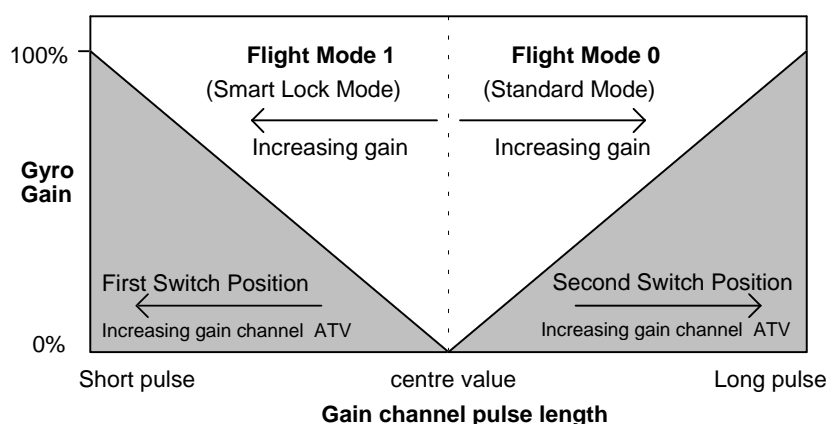 100%
Flight Mode 1
Flight Mode 0
(Smart Lock Mode)
(Standard Mode)
Increasing gain
Increasing gain
Gyro
Gain
First Switch Position
Second Switch Position
Increasing gain channel ATV
Increasing gain channel ATV
0%
Short pulse
centre value
Long pulse
Gain channel pulse length